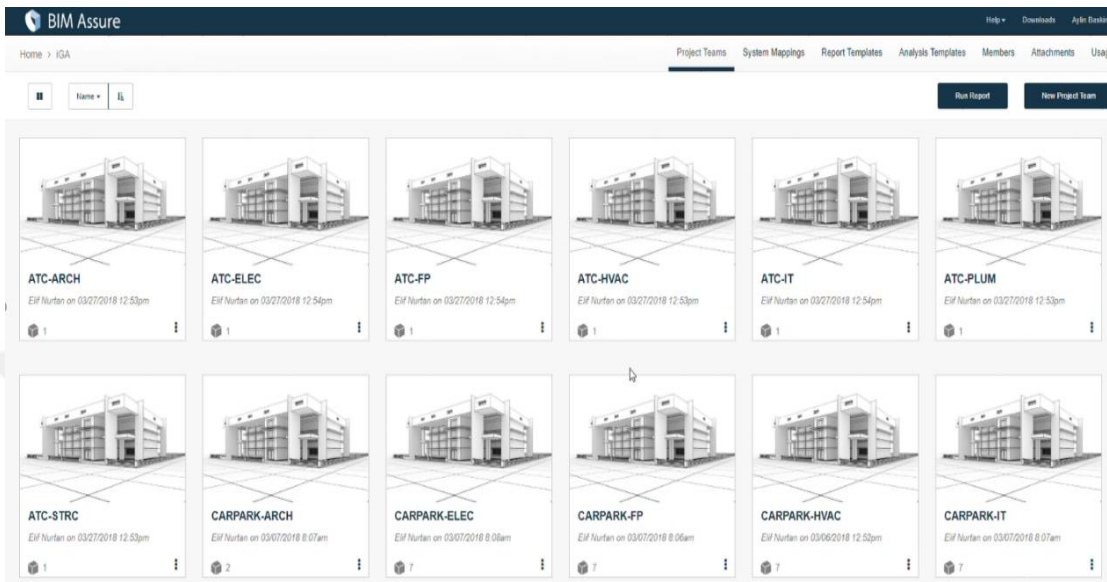 BIM Assure
Help Downloads Aylin
Home > iGA
Project Teams System Mappings Report Templates Analysis Templates Members Attachments
Name
Run Report New Project Team
ATC-ARCH ATC-ELEC ATC-FP ATC-HVAC ATC-IT ATC-PLUM
Elif Nurtan on 03/27/2018 12:53pm Elif Nurtan on 03/27/2018 12:54pm Elif Nurtan on 03/27/2018 12:54pm Elif Nurtan on 03/27/2018 12:53pm Elif Nurtan on 03/27/2018 12:54pm Elif Nurtan on 03/27/2018 12:53pm
1 1 1 1 1 1
ATC-STRC CARPARK-ARCH CARPARK-ELEC CARPARK-FP CARPARK-HVAC CARPARK-IT
Elif Nurtan on 03/27/2018 12:53pm Elif Nurtan on 03/07/2018 8:07am Elif Nurtan on 03/07/2018 8:08am Elif Nurtan on 03/07/2018 8:06am Elif Nurtan on 03/06/2018 12:52pm Elif Nurtan on 03/07/2018 8:07am
1 2 7 7 7 7